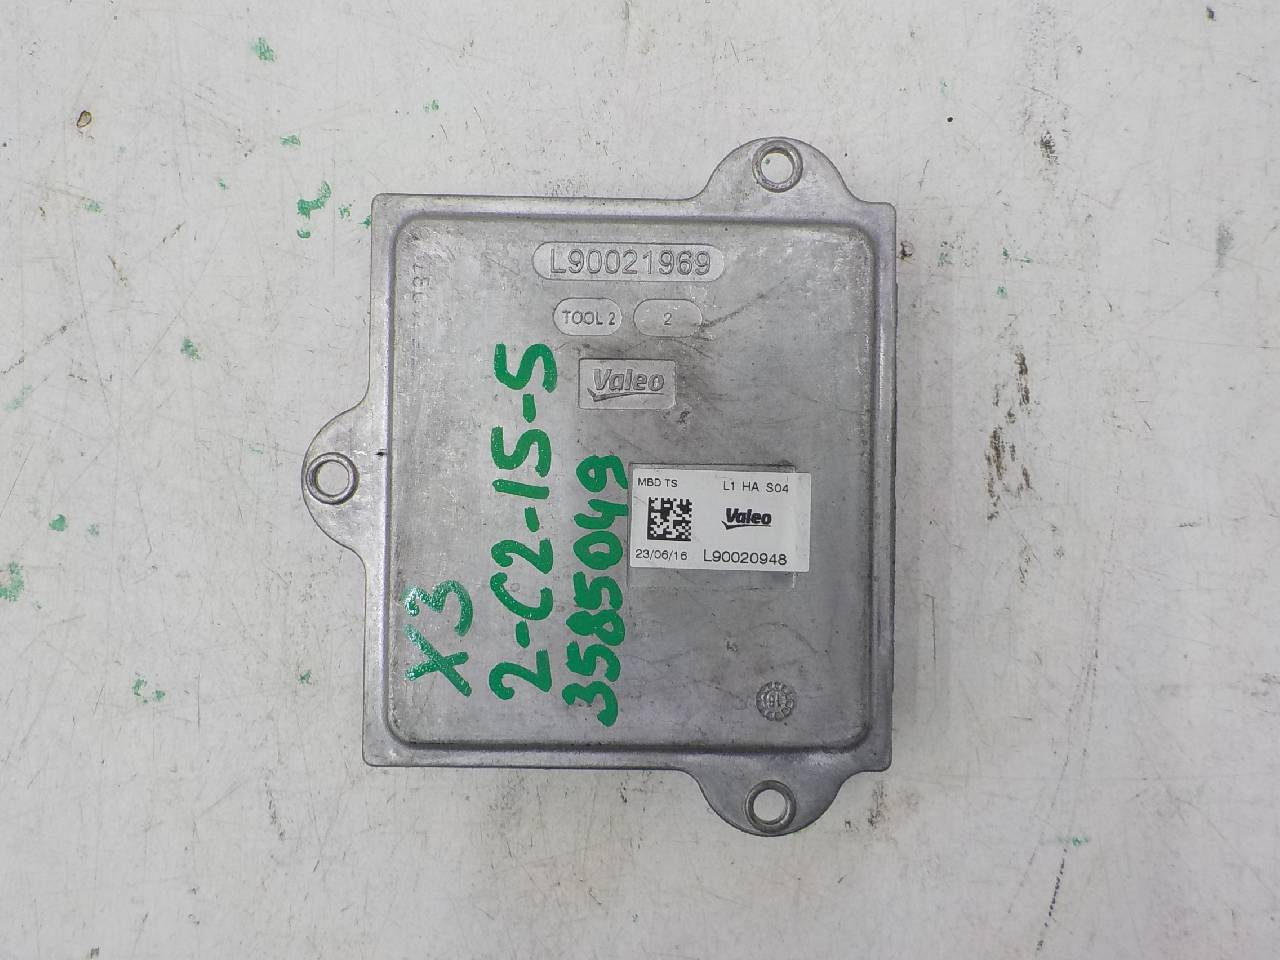 L90021969
TOOL 2
2
Valeo
MBD TS
L1 HA S04
Valeo
23/06/16
L90020948
X3
2-C2-15-5
3585049